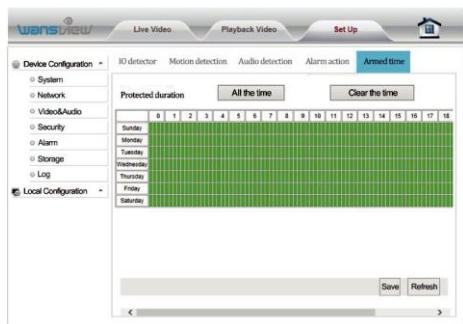 wansview
Live Video Playback Video Set Up
Device Configuration
System
Network
Video&Audio
Security
Alarm
Storage
Log
Local Configuration
IO detector Motion detection Audio detection Alarm action Armed time
Protected duration All the time Clear the time
0 1 2 3 4 5 6 7 8 9 10 11 12 13 14 15 16 17 18
Sunday
Monday
Tuesday
Wednesday
Thursday
Friday
Saturday
Save Refresh